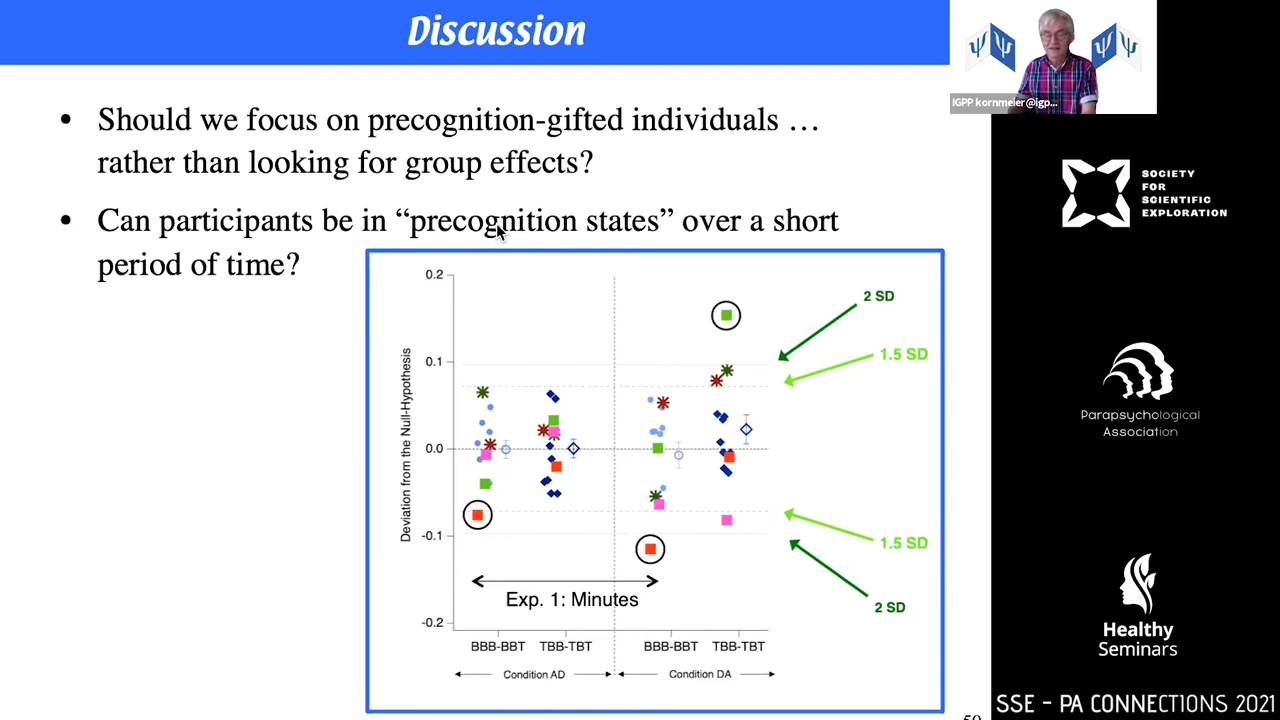 Discussion
• Should we focus on precognition-gifted individuals …
rather than looking for group effects?
• Can participants be in “precognition states” over a short
period of time?
0.2
0.1
0.0
-0.1
-0.2
Deviation from the Null-Hypothesis
2 SD
1.5 SD
1.5 SD
2 SD
Exp. 1: Minutes
BBB-BBT
TBB-TBT
BBB-BBT
TBB-TBT
Condition AD
Condition DA
IGPP kornmeier@igp...
SOCIETY
FOR
SCIENTIFIC
EXPLORATION
Parapsychological
Association
Healthy
Seminars
SSE - PA CONNECTIONS 2021